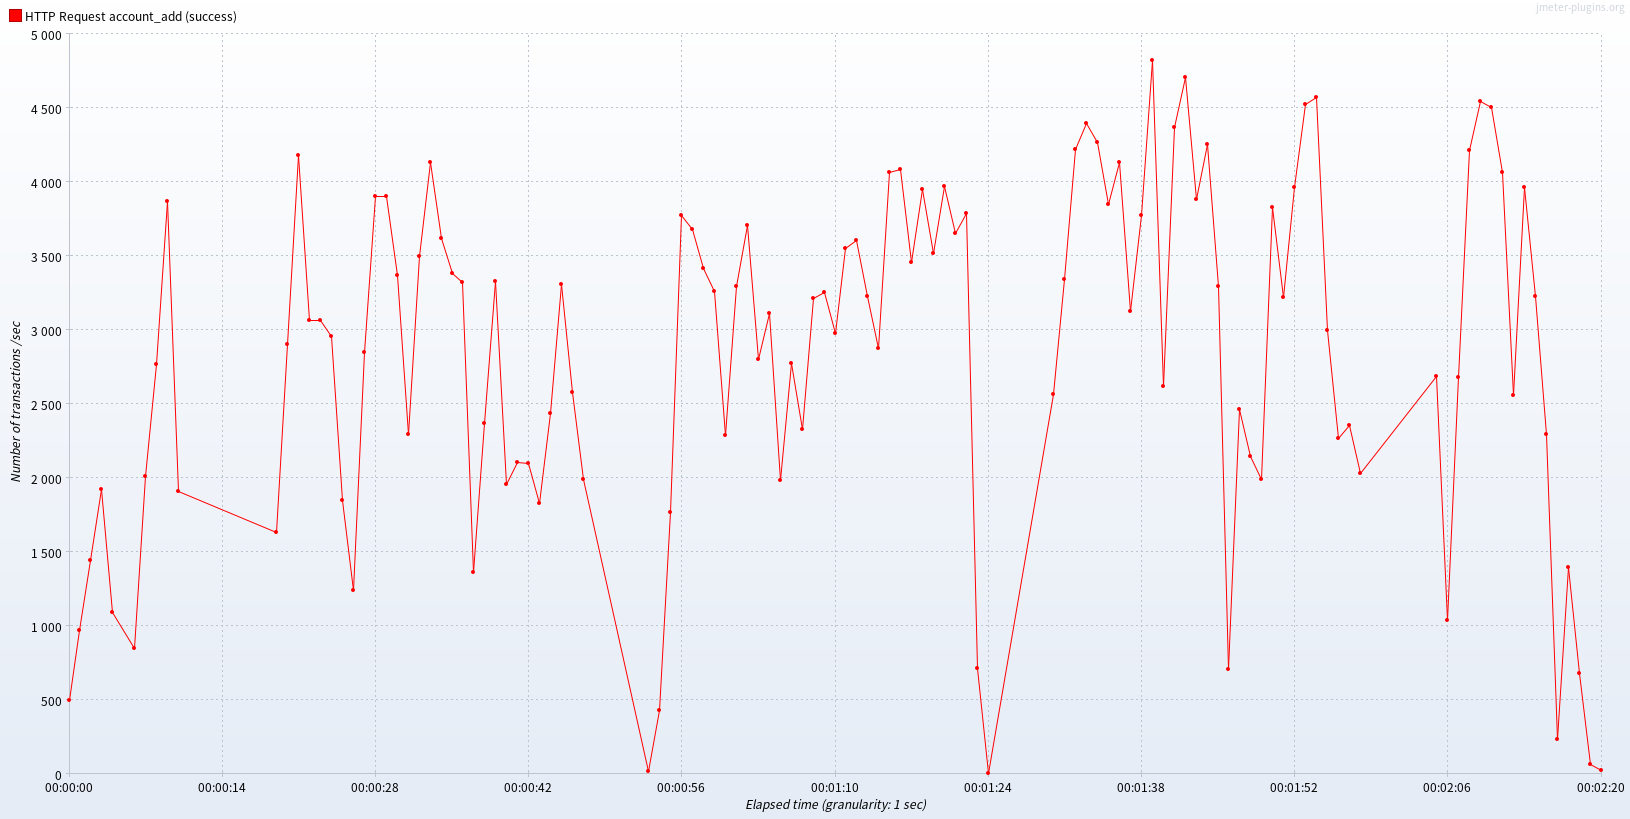 HTTP Request account_add (success)
jmeter-plugins.org
5 000
4 500
4 000
3 500
3 000
2 500
2 000
1 500
1 000
500
0
Number of transactions /sec
00:00:00 00:00:14 00:00:28 00:00:42 00:00:56 00:01:10 00:01:24 00:01:38 00:01:52 00:02:06 00:02:20
Elapsed time (granularity: 1 sec)